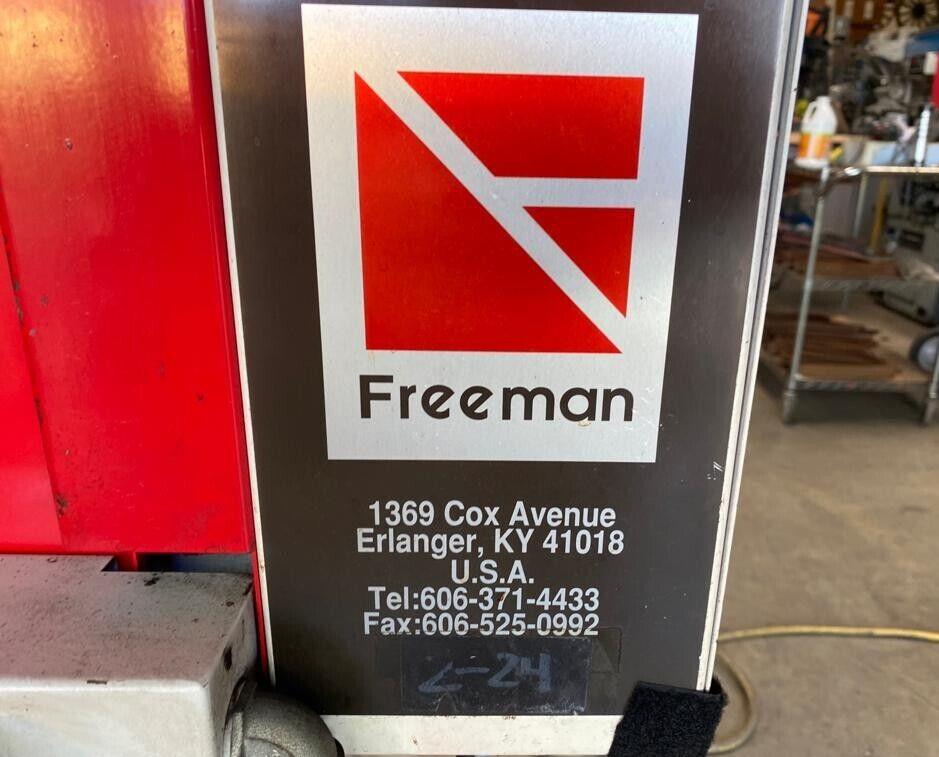 Freeman
1369 Cox Avenue
Erlanger, KY 41018
U.S.A.
Tel:606-371-4433
Fax:606-525-0992